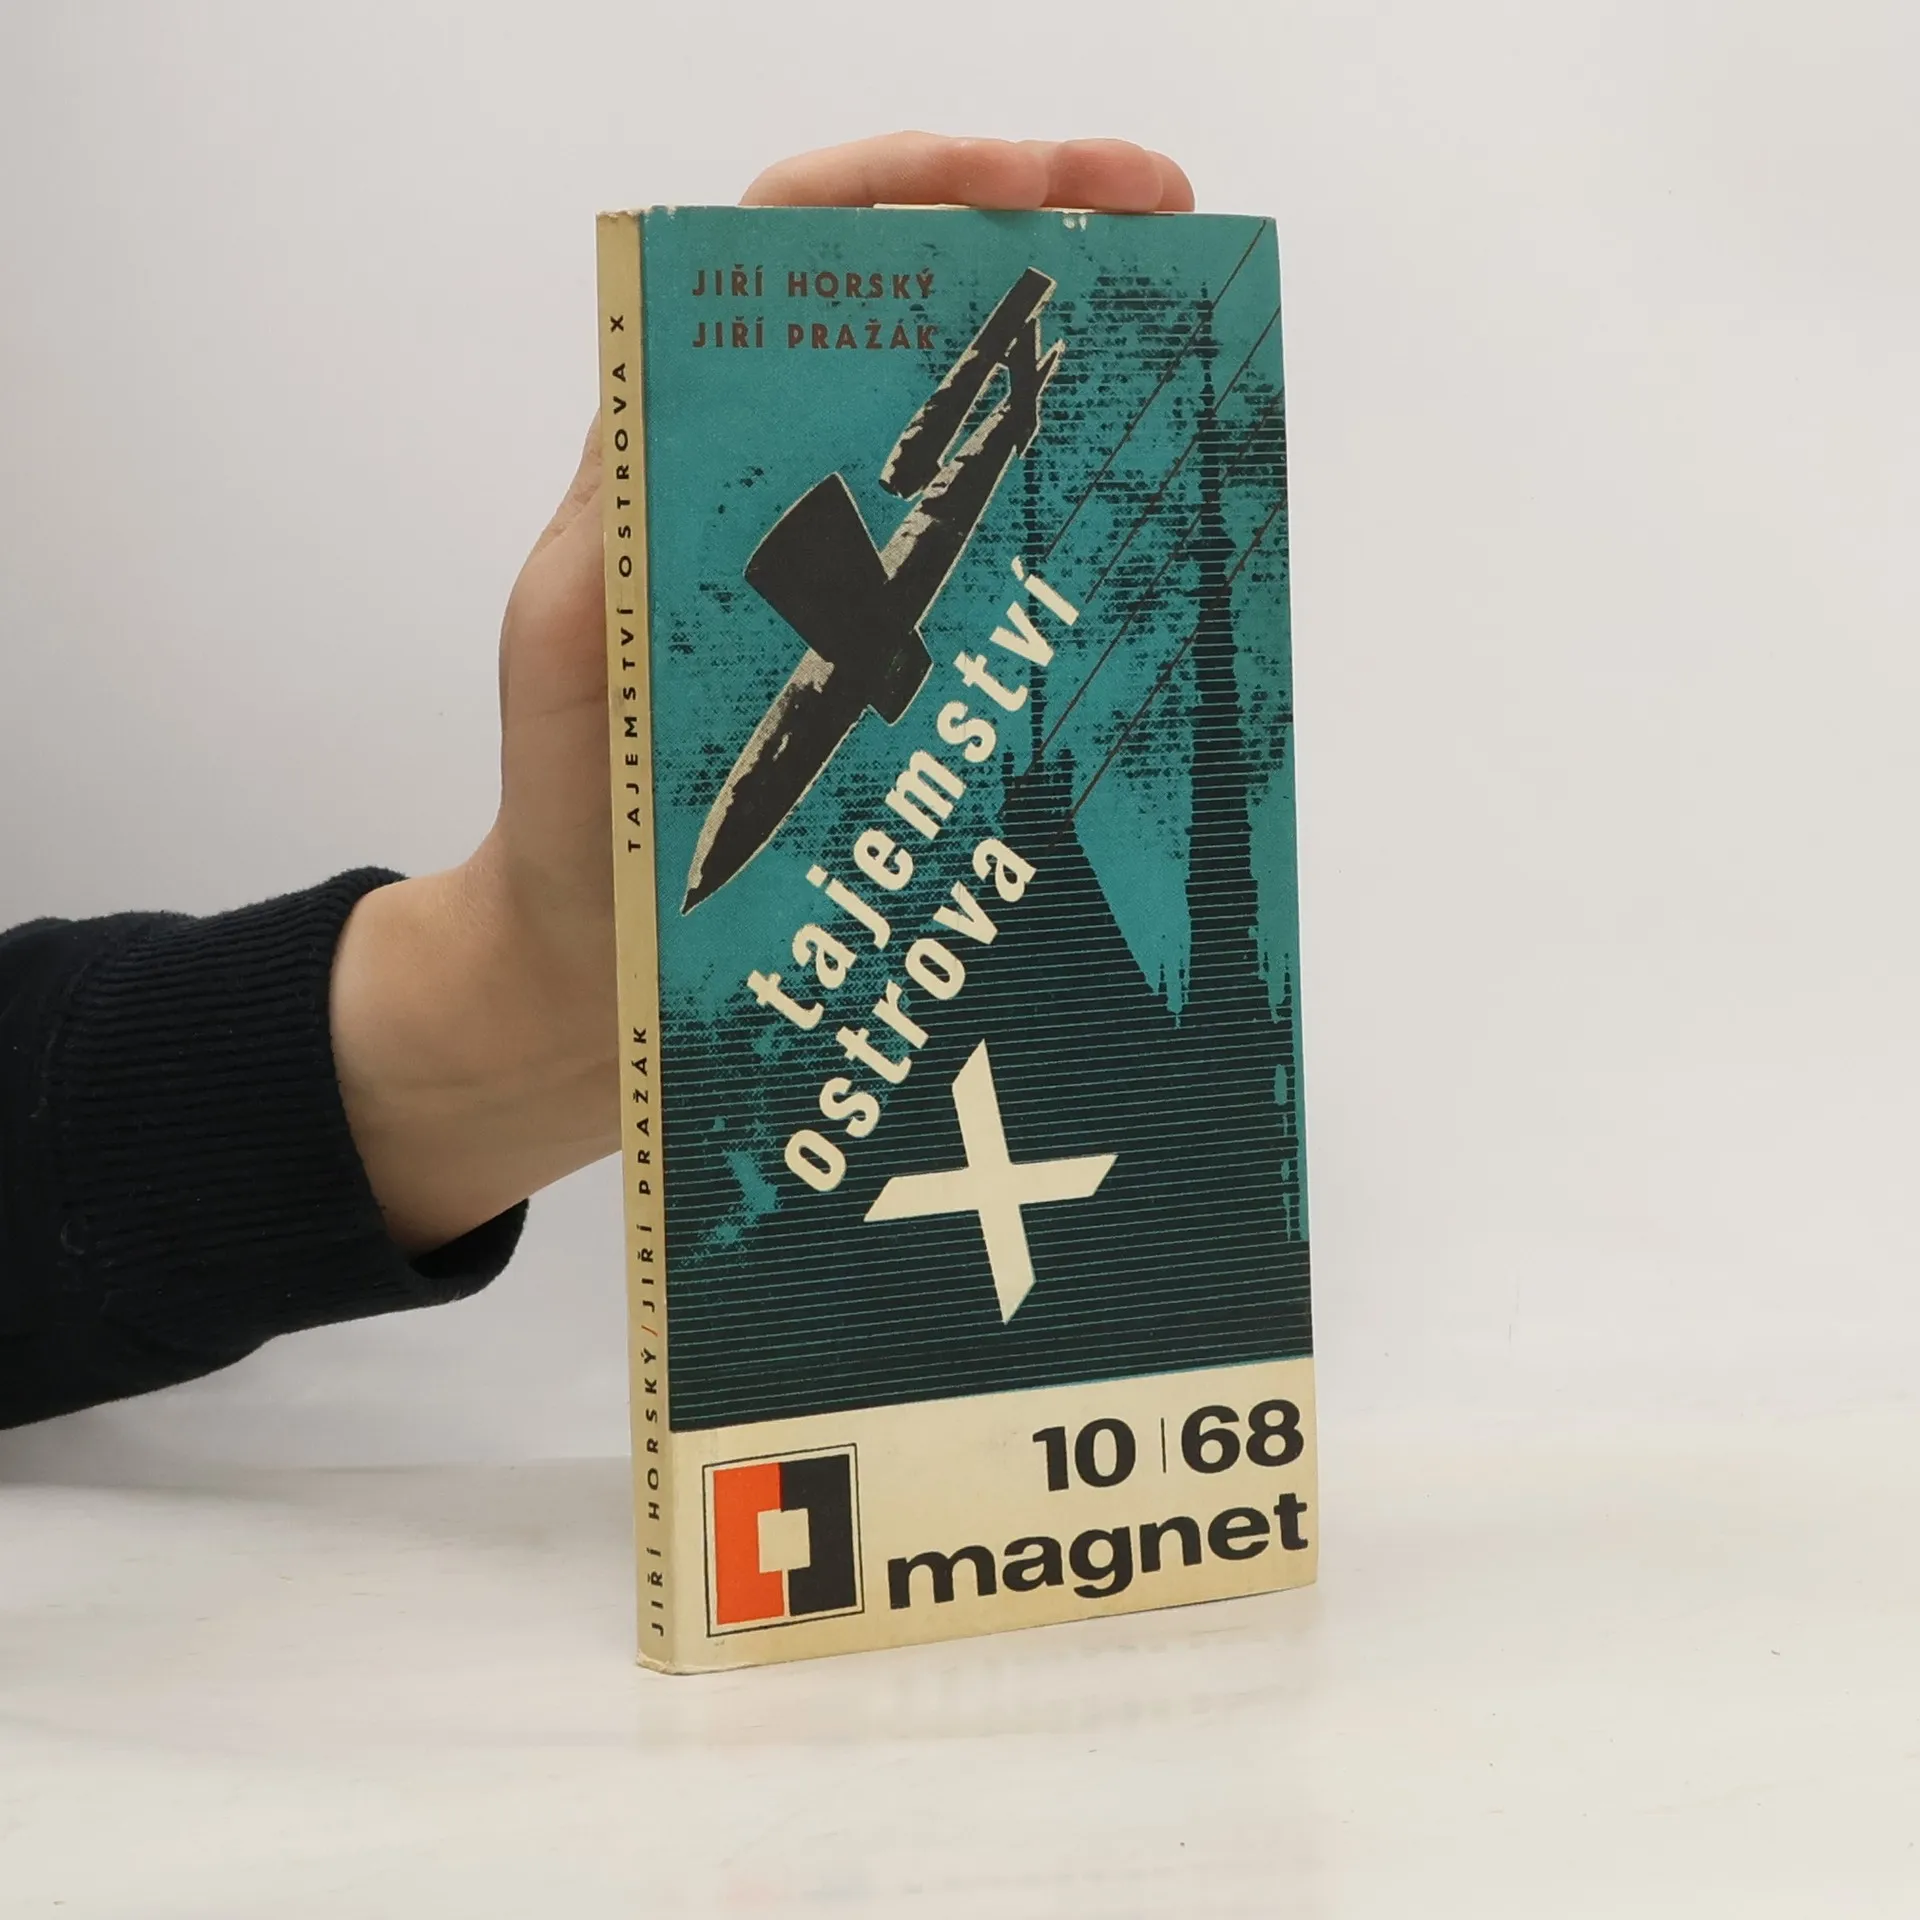 JIŘÍ HORSKÝ/JIŘÍ PRAŽÁK TAJEMSTVÍ OSTROVA X
JIŘÍ HORSKÝ
JIŘÍ PRAŽÁK
tajemství
ostrova
X
10|68
magnet